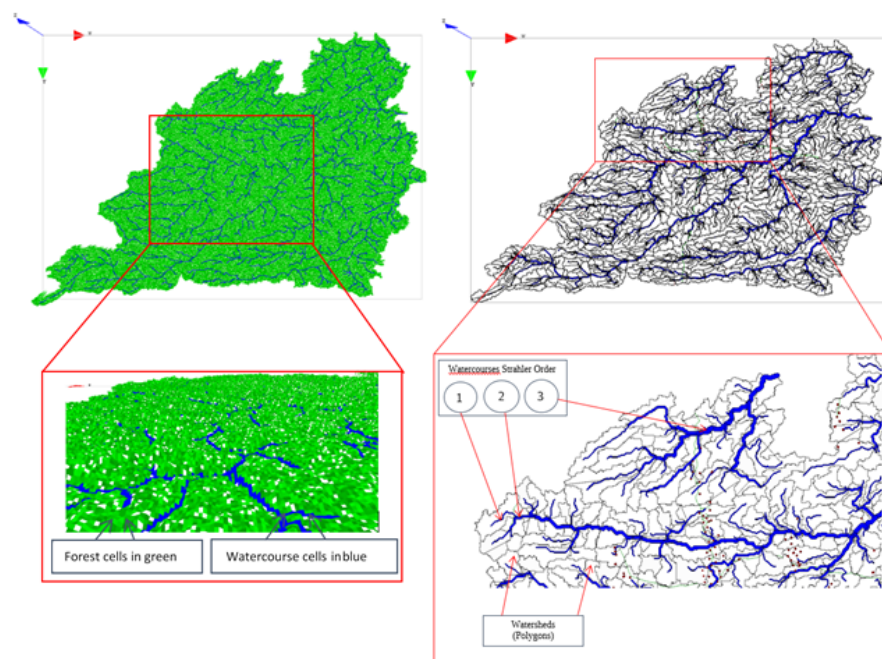 Forest cells in green
Watercourse cells inblue
Watercourses Strahler Order
1
2
3
Watersheds
(Polygons)